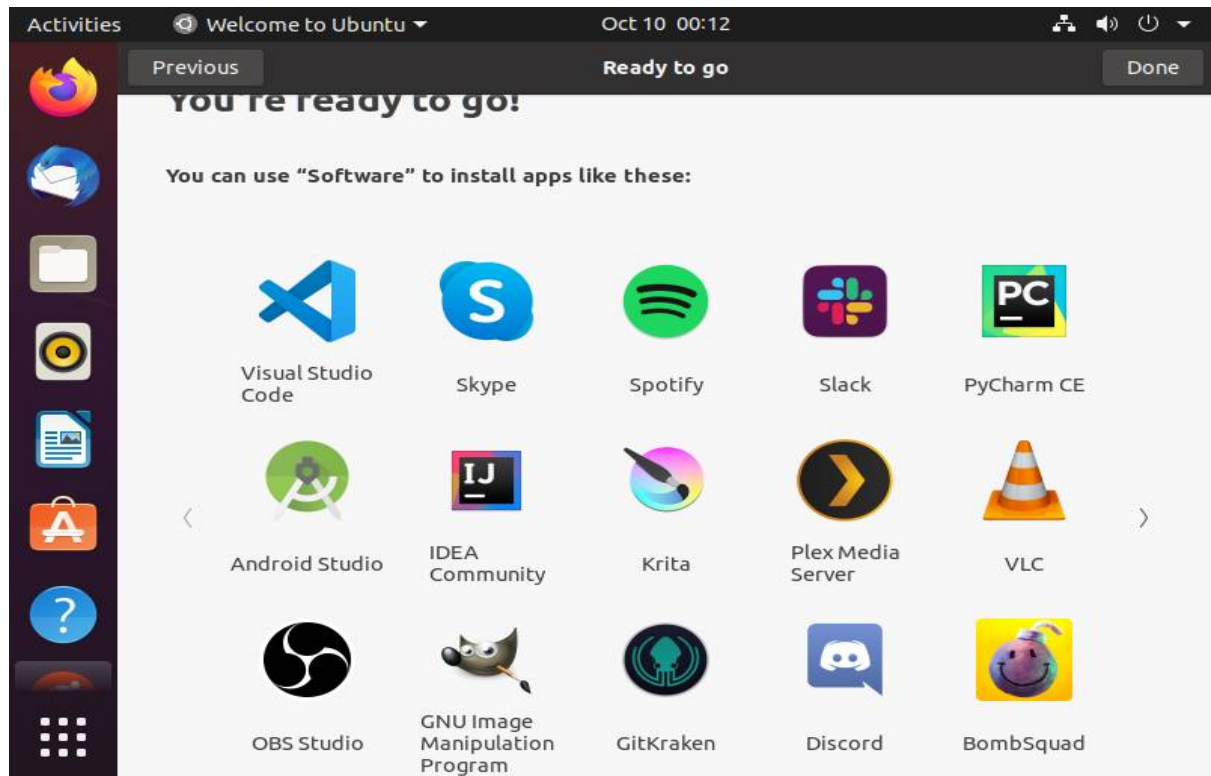 Activities Welcome to Ubuntu Oct 10 00:12
Previous Ready to go Done
You're ready to go!
You can use “Software” to install apps like these:
S PC
Visual Studio
Code
Skype Spotify Slack PyCharm CE
IJ
Android Studio
IDEA
Community
Krita
Plex Media
Server
VLC
OBS Studio
GNU Image
Manipulation
Program
GitKraken Discord BombSquad